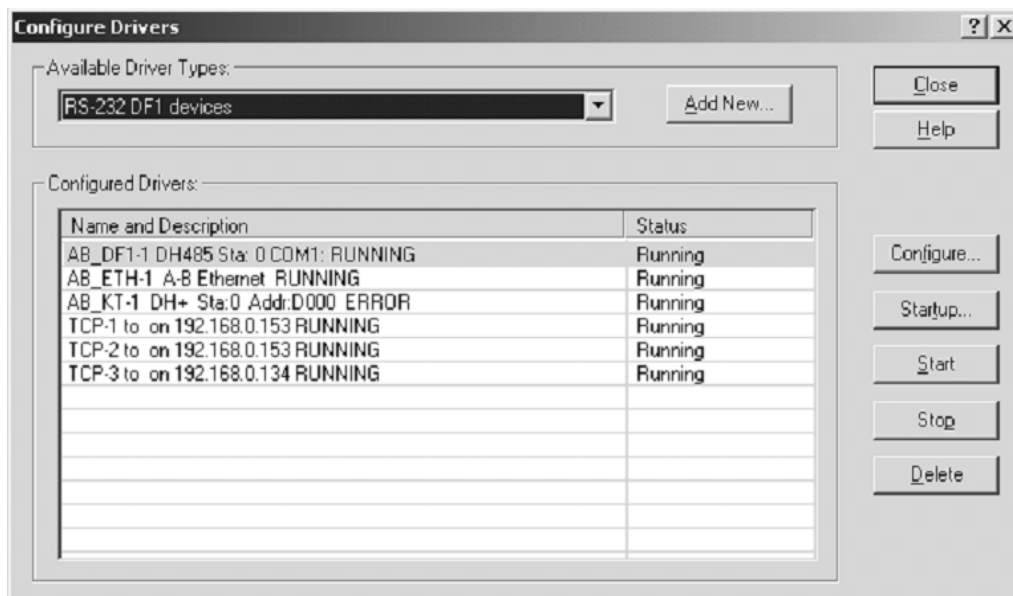 Configure Drivers
Available Driver Types:
RS-232 DF1 devices
Add New...
Close
Help
Configured Drivers:
Name and Description Status
AB_DF1-1 DH485 Sta: 0 COM1: RUNNING Running
AB_ETH-1 A-B Ethernet RUNNING Running
AB_KT-1 DH+ Sta:0 Addr:D000 ERROR Running
TCP-1 to on 192.168.0.153 RUNNING Running
TCP-2 to on 192.168.0.153 RUNNING Running
TCP-3 to on 192.168.0.134 RUNNING Running
Configure...
Startup...
Start
Stop
Delete